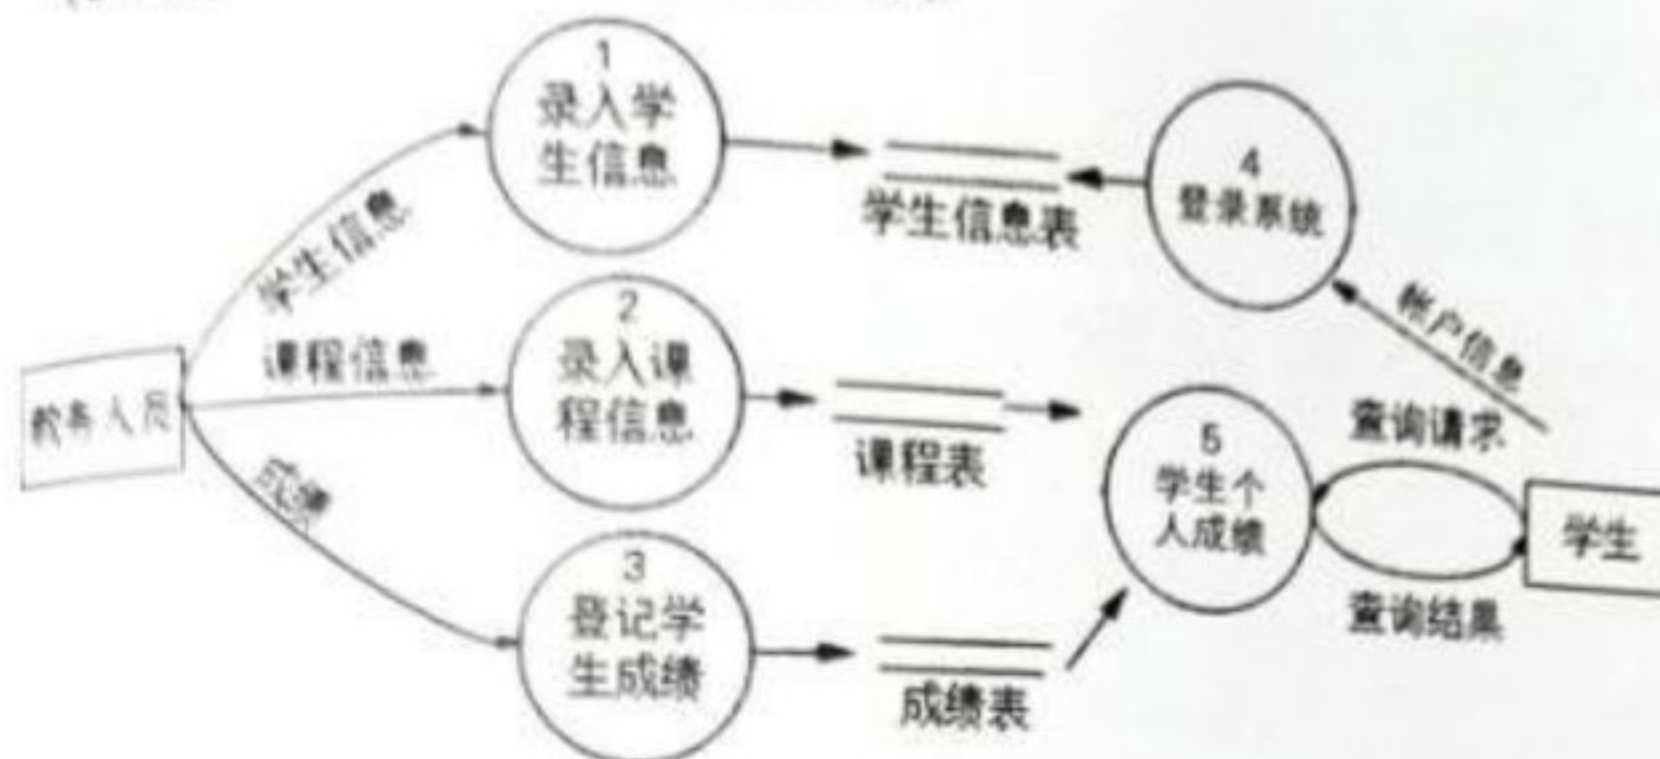 1
录入学
生信息
学生信息
学生信息表
4
登录系统
帐户信息
教务人员
课程信息
2
录入课
程信息
课程表
5
学生个
人成绩
查询请求
查询结果
学生
成绩
3
登记学
生成绩
成绩表